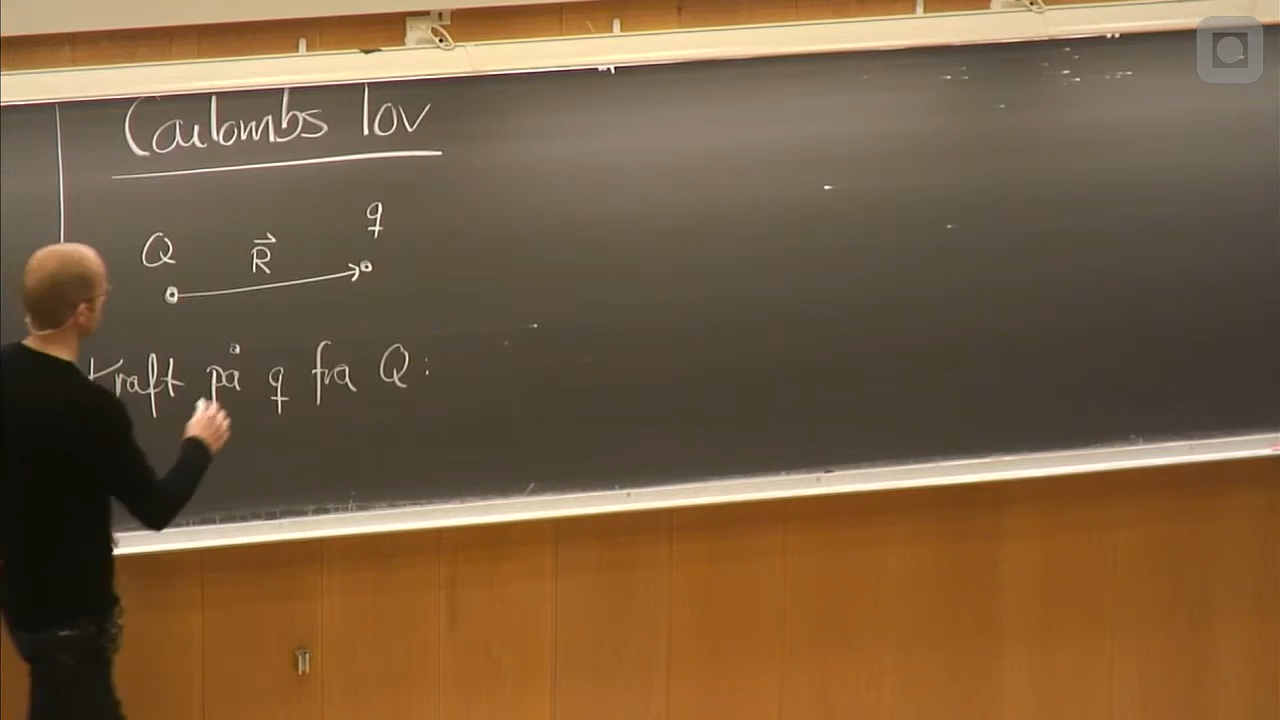 Coulombs lov
q
Q
R⃗
Kraft på q fra Q: